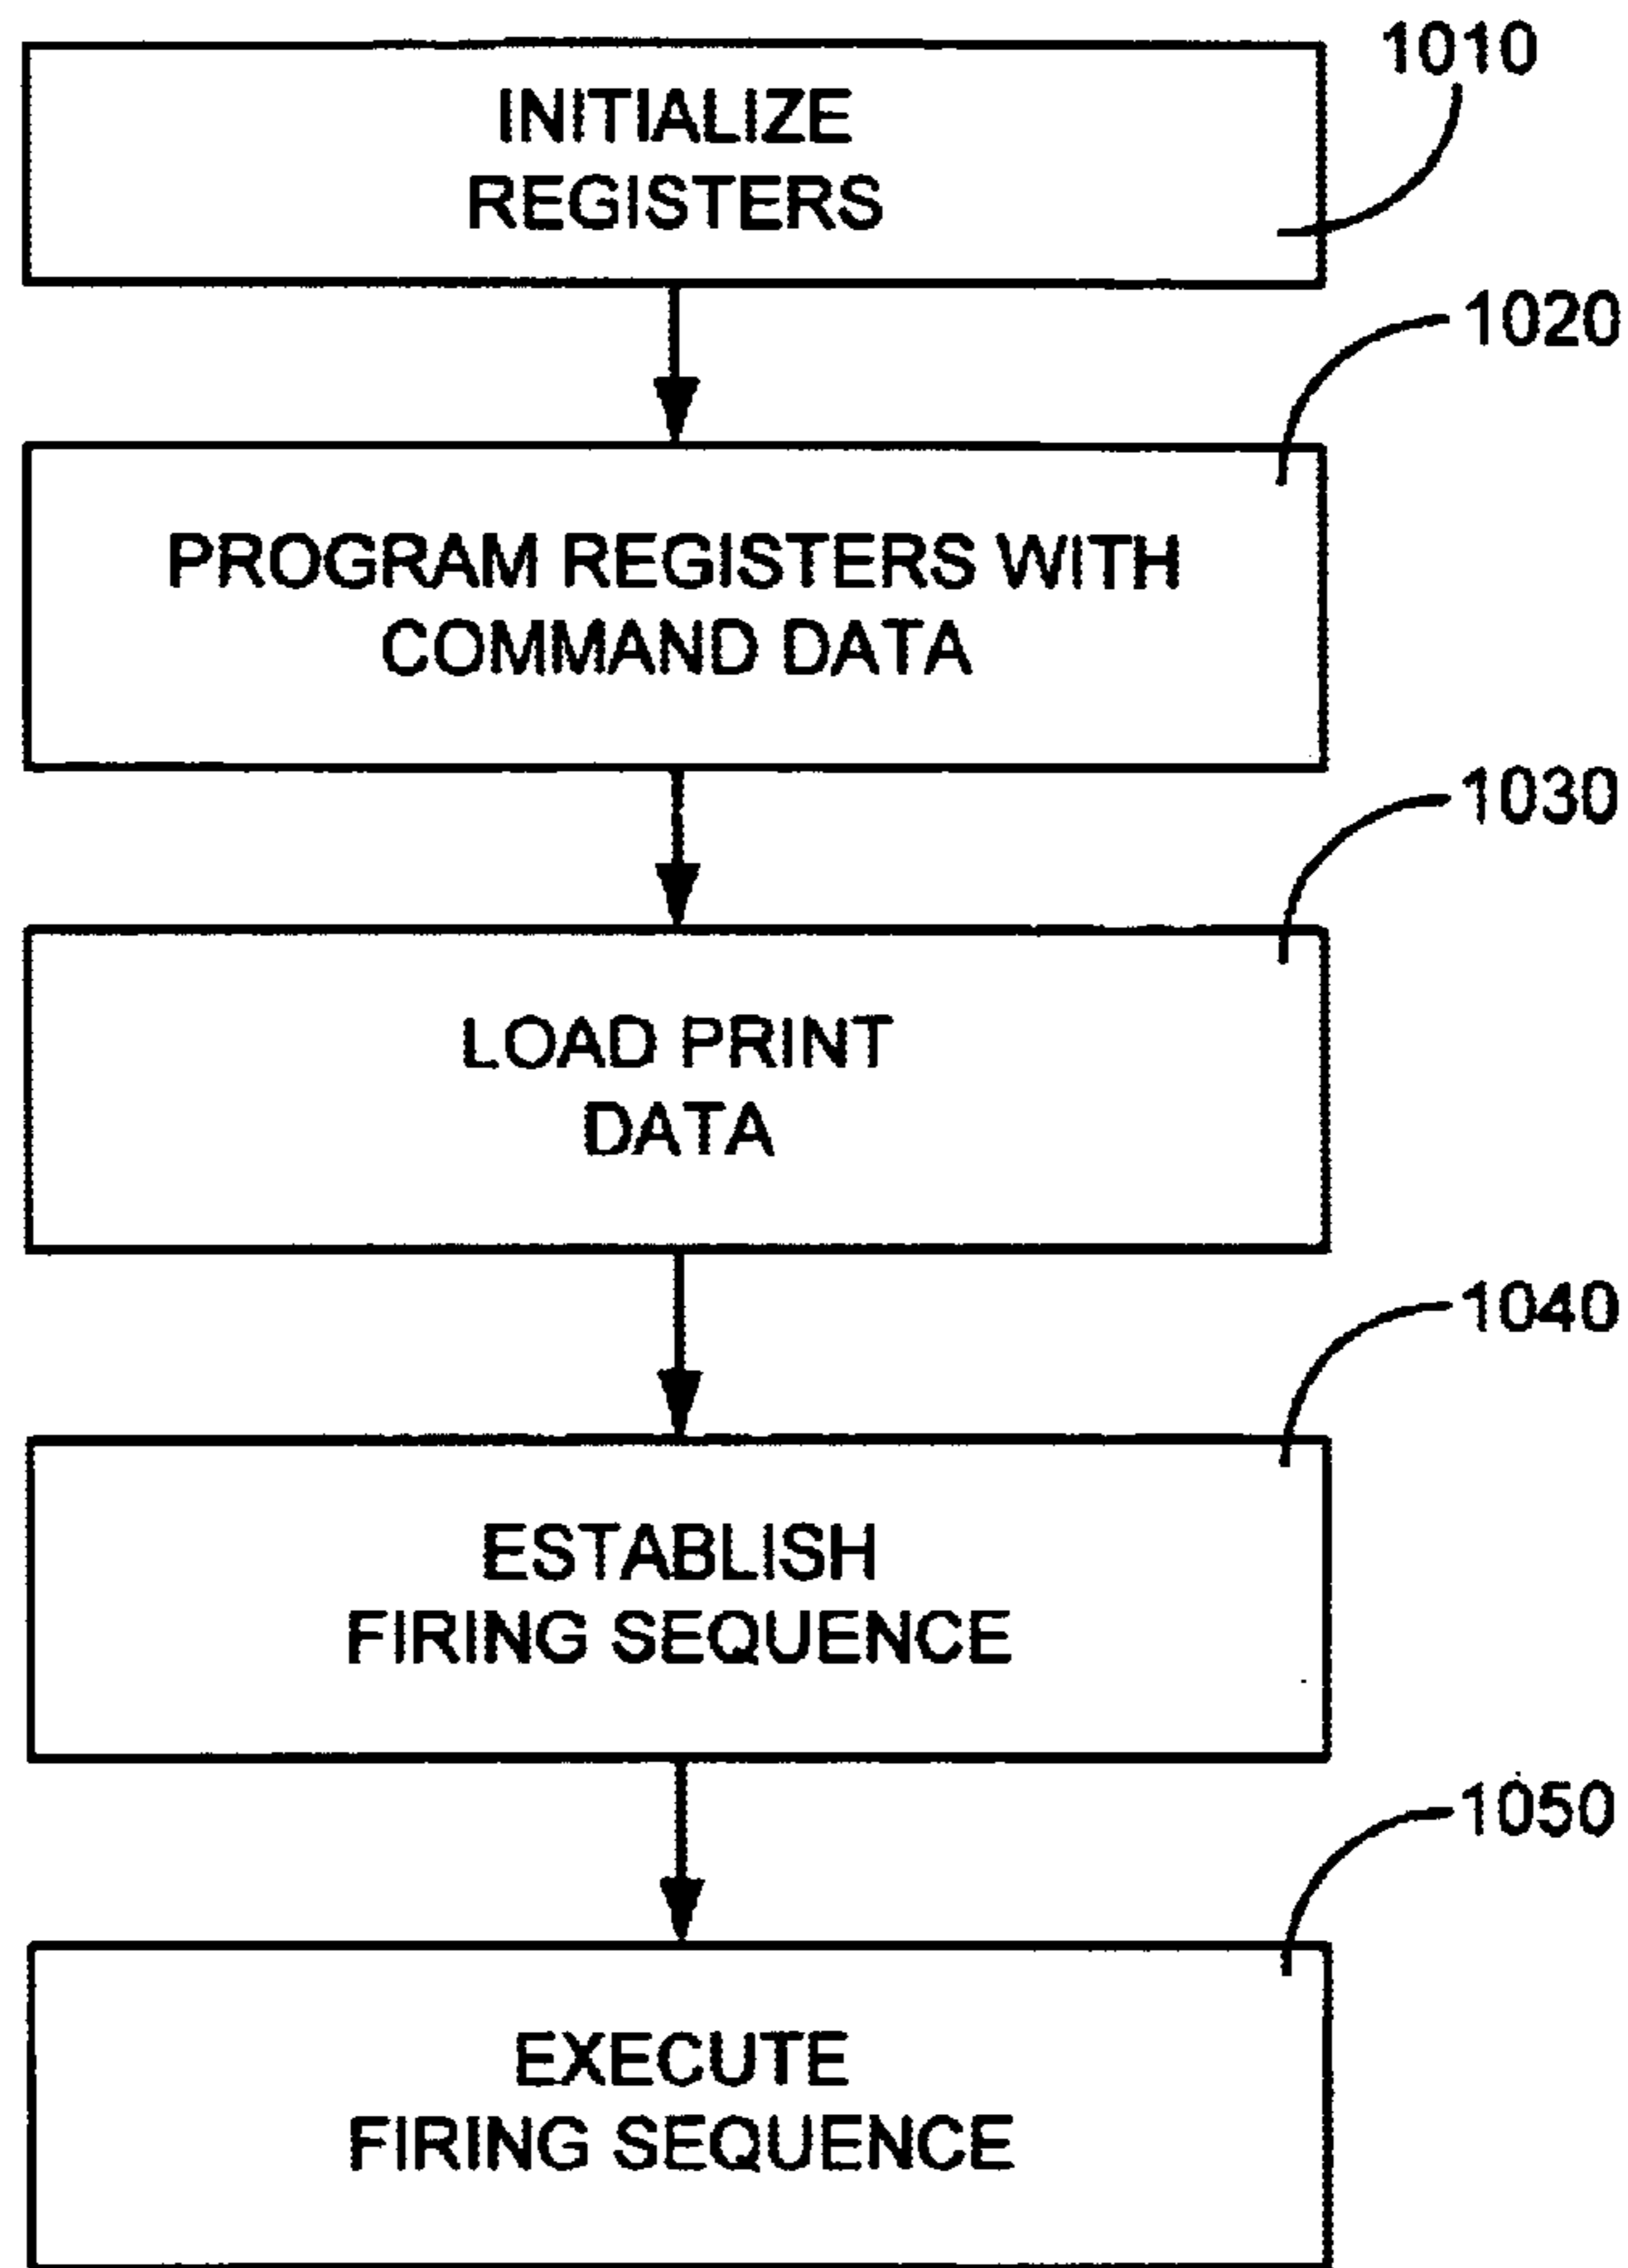 1010
INITIALIZE
REGISTERS
1020
PROGRAM REGISTERS WITH
COMMAND DATA
1030
LOAD PRINT
DATA
1040
ESTABLISH
FIRING SEQUENCE
1050
EXECUTE
FIRING SEQUENCE